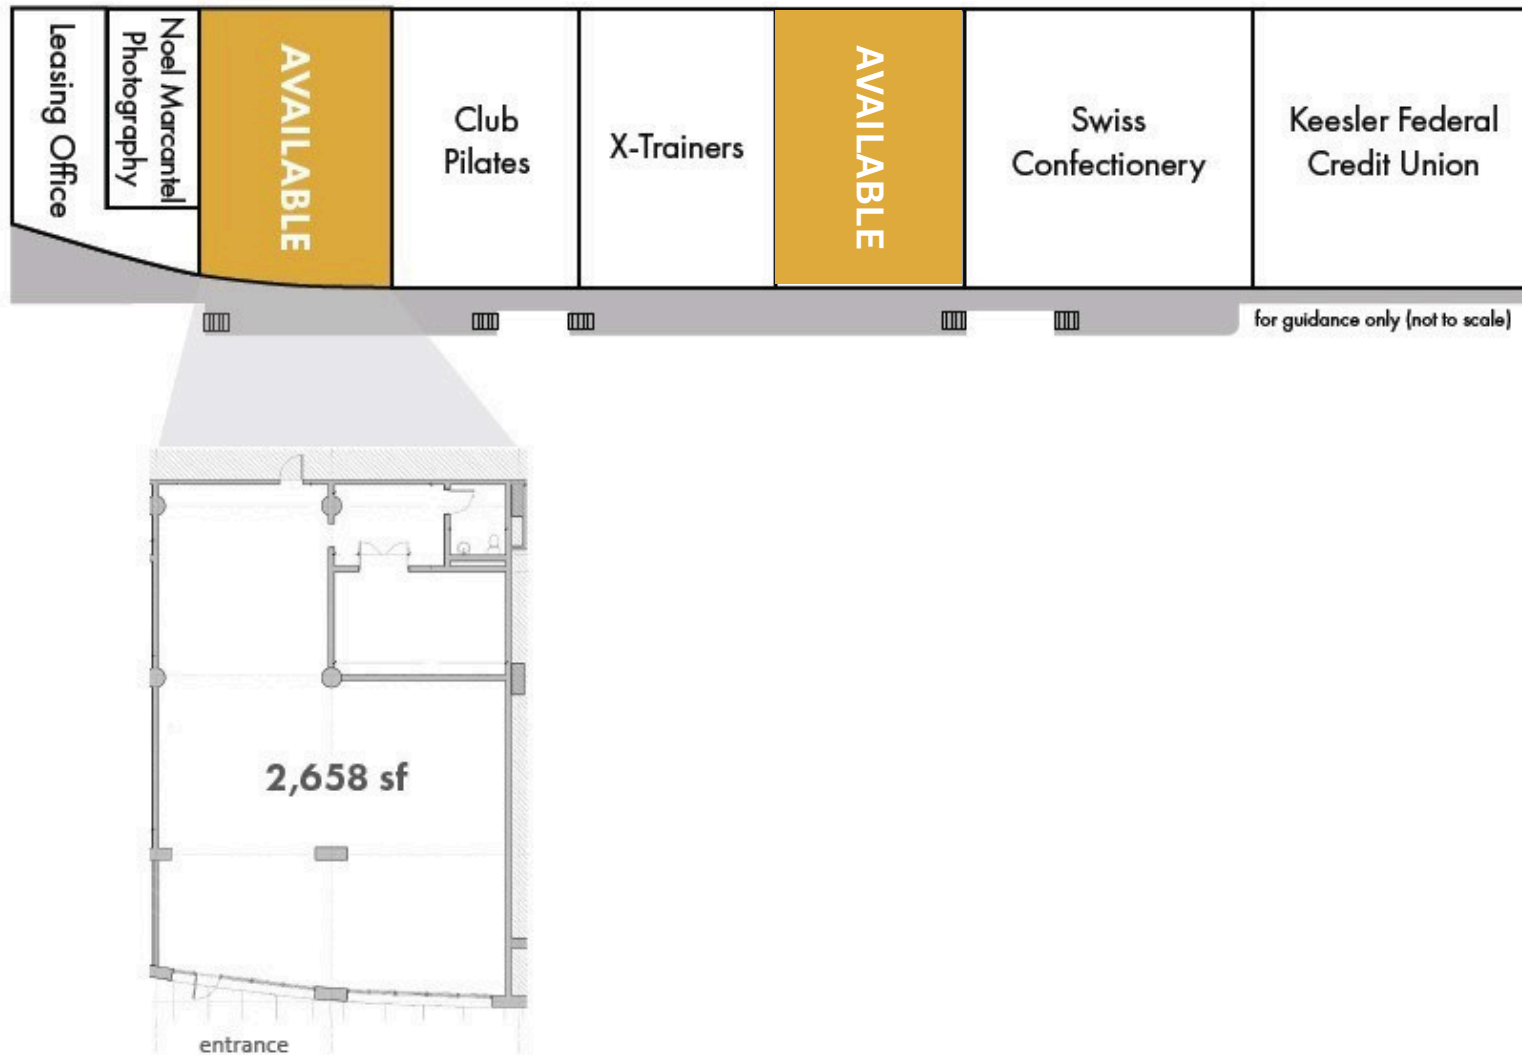 Leasing Office
Noel Marcantel
Photography
AVAILABLE
Club
Pilates
X-Trainers
AVAILABLE
Swiss
Confectionery
Keesler Federal
Credit Union
for guidance only (not to scale)
2,658 sf
entrance